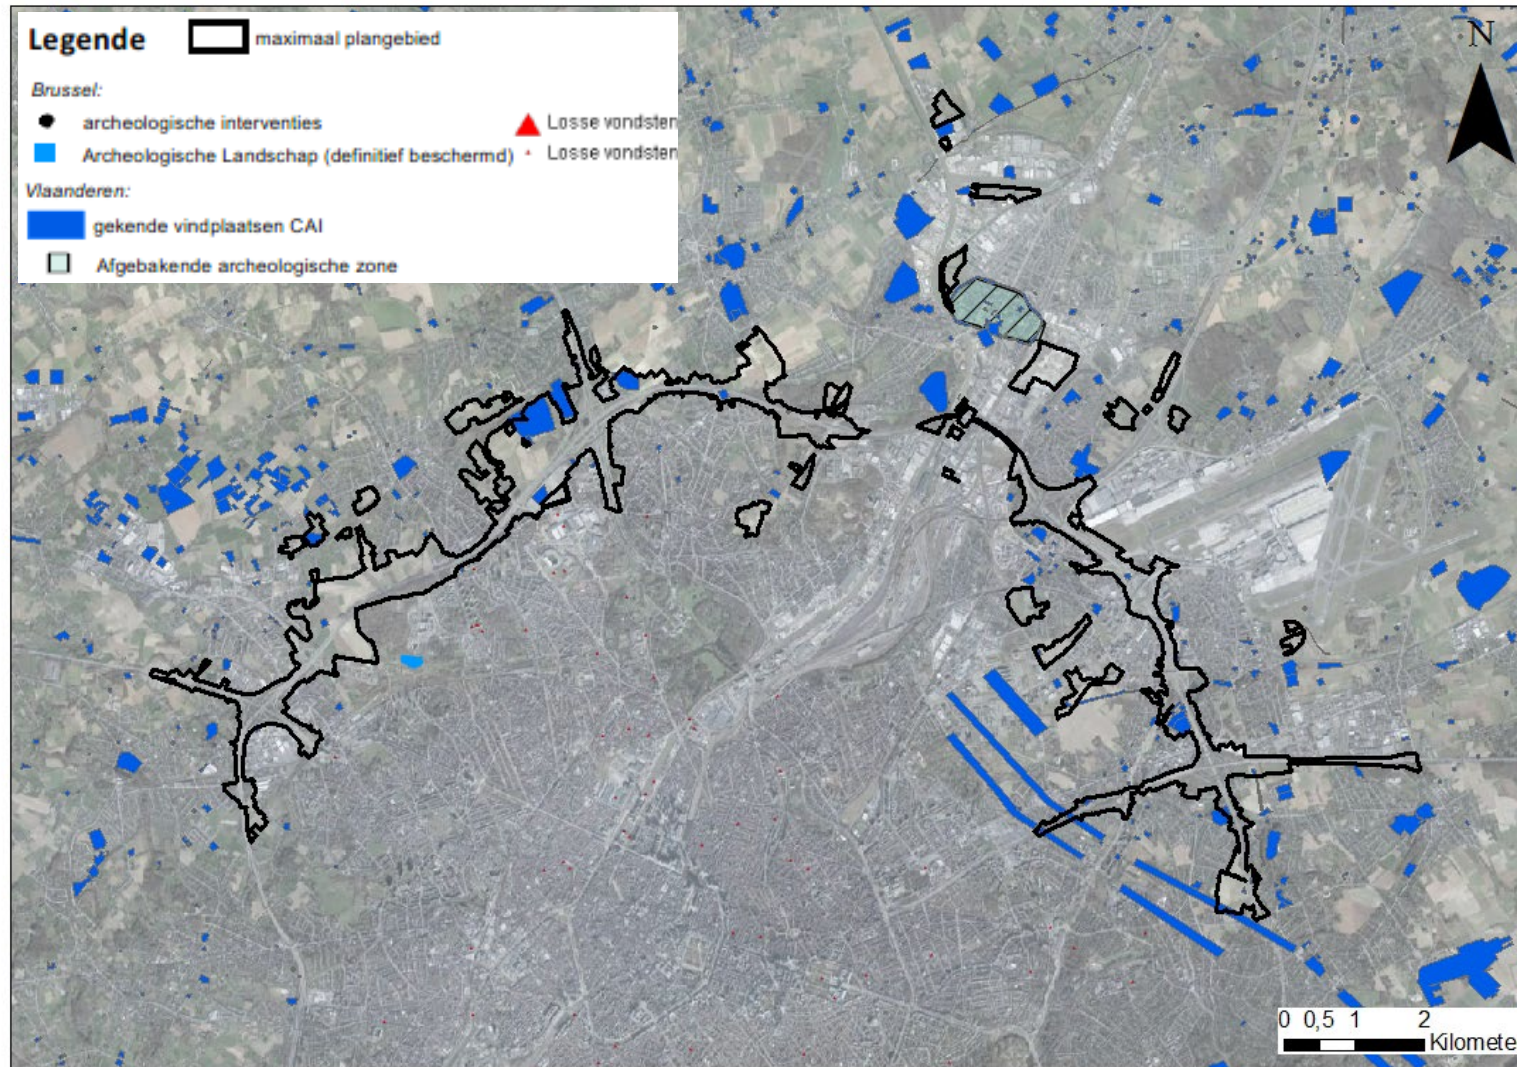 Legende
maximaal plangebied
Brussel:
archeologische interventies
Losse vondsten
Archeologische Landschap (definitief beschermd)
Losse vondsten
Vlaanderen:
gekende vindplaatsen CAI
Afgebakende archeologische zone
N
0 0,5 1 2
Kilomete